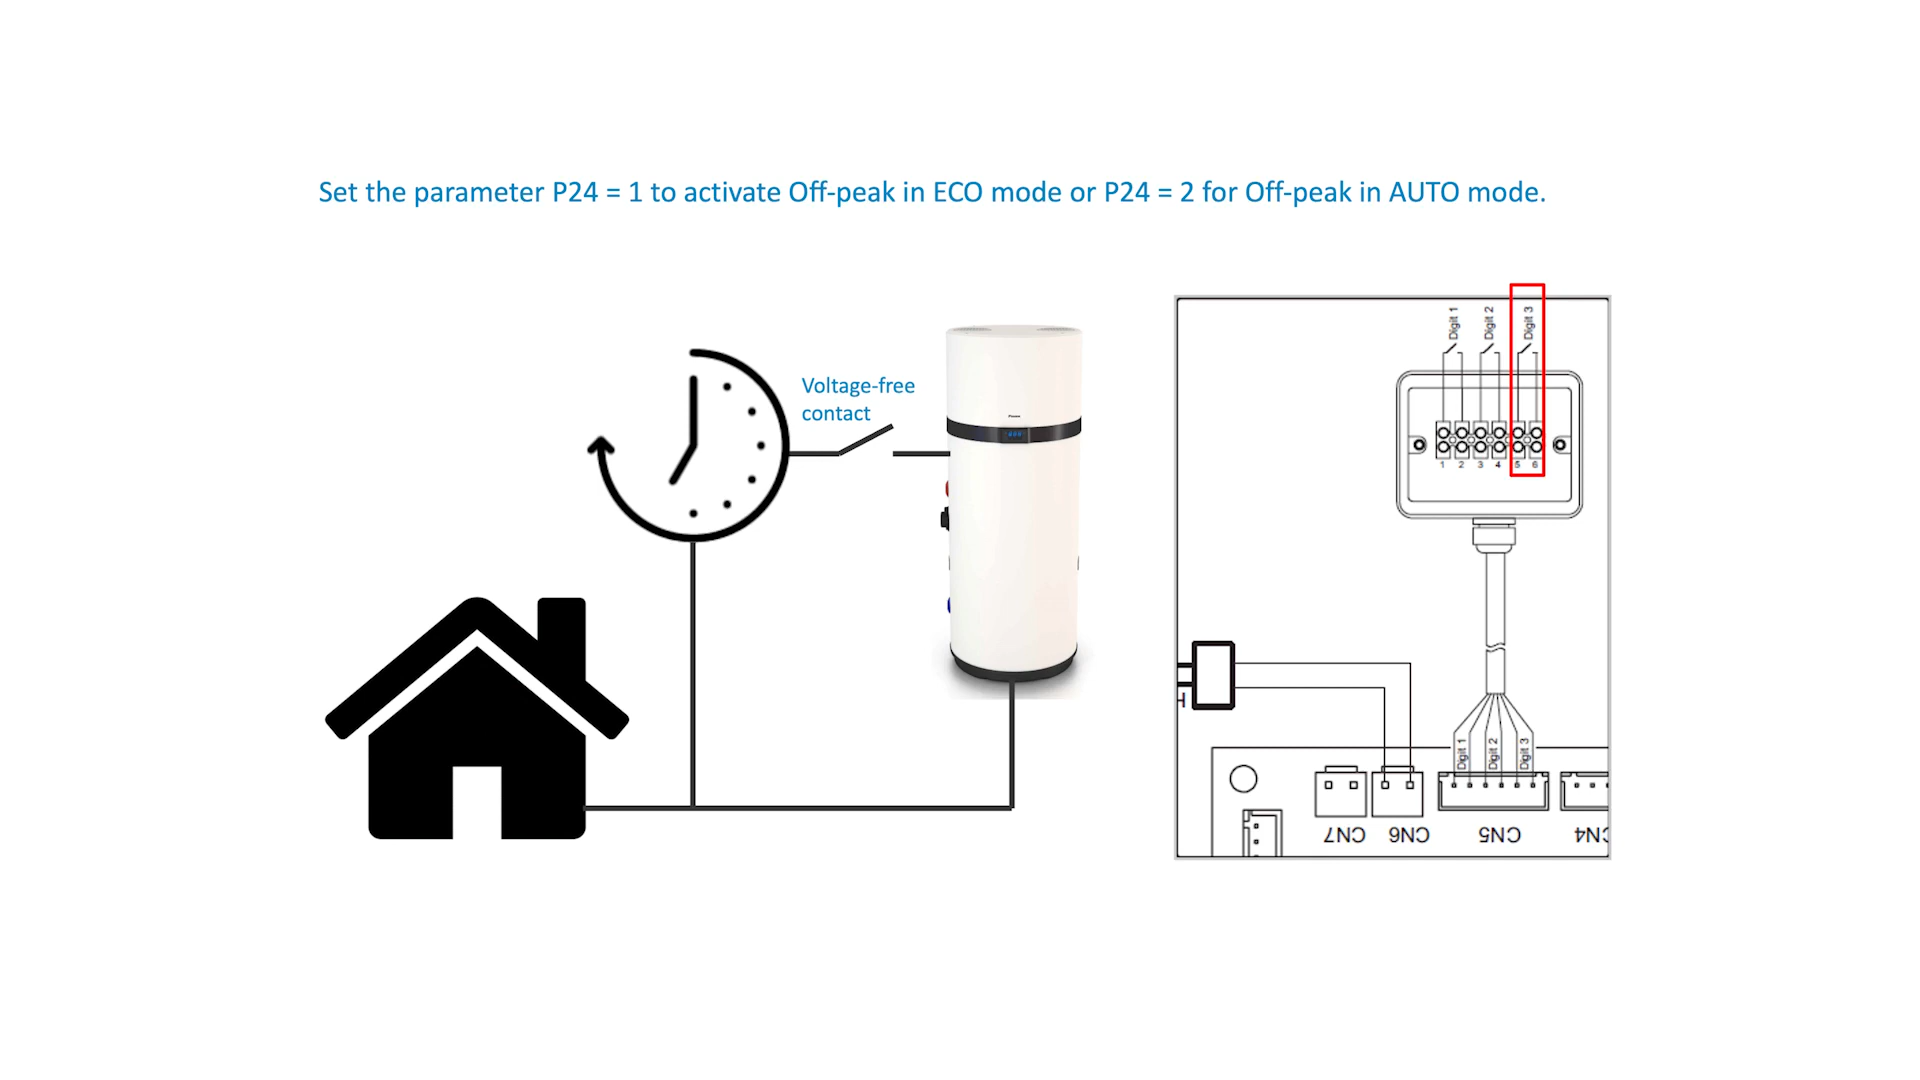 Set the parameter P24 = 1 to activate Off-peak in ECO mode or P24 = 2 for Off-peak in AUTO mode.
Voltage-free
contact
Digit 1
Digit 2
Digit 3
1 2 3 4 5 6
Digit 1
Digit 2
Digit 3
CN7
CN6
CN5
CN4